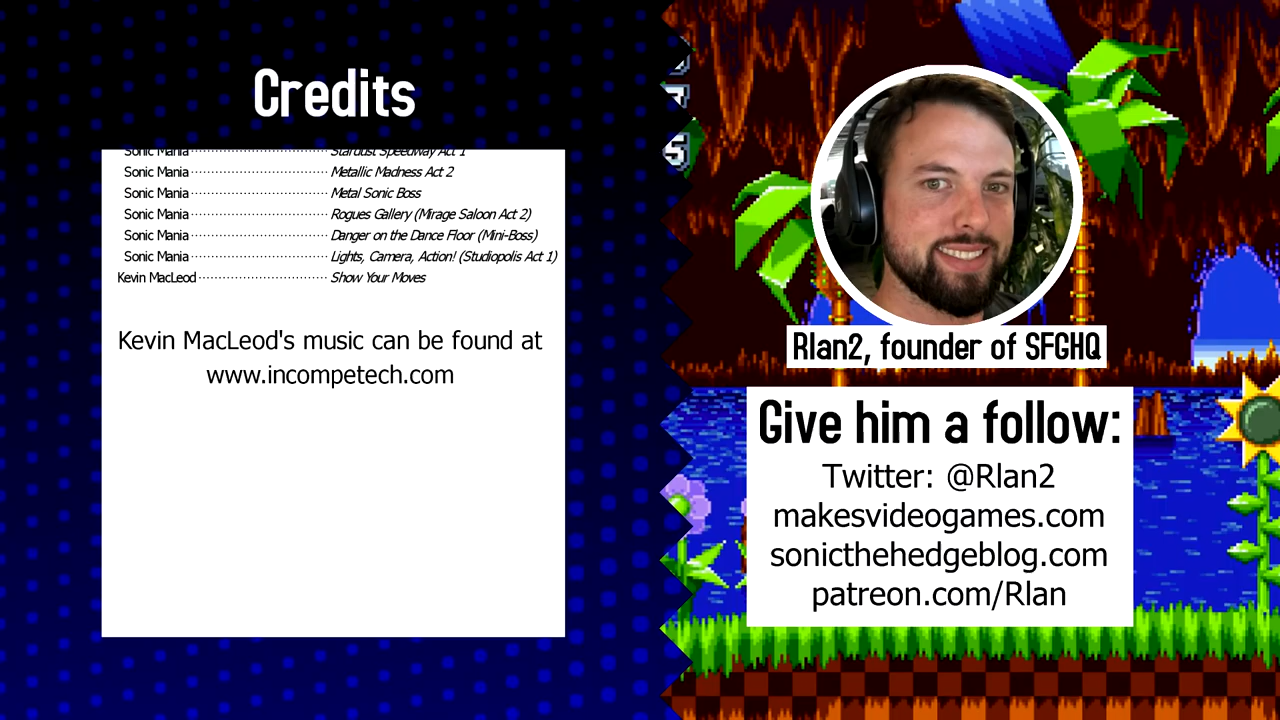 Credits
Sonic Mania Stardust Speedway Act 1
Sonic Mania Metallic Madness Act 2
Sonic Mania Metal Sonic Boss
Sonic Mania Rogues Gallery (Mirage Saloon Act 2)
Sonic Mania Danger on the Dance Floor (Mini-Boss)
Sonic Mania Lights, Camera, Action! (Studiopolis Act 1)
Kevin MacLeod Show Your Moves
Kevin MacLeod's music can be found at
www.incompetech.com
5
Rlan2, founder of SFGHQ
Give him a follow:
Twitter: @Rlan2
makesvideogames.com
sonicthehedgeblog.com
patreon.com/Rlan